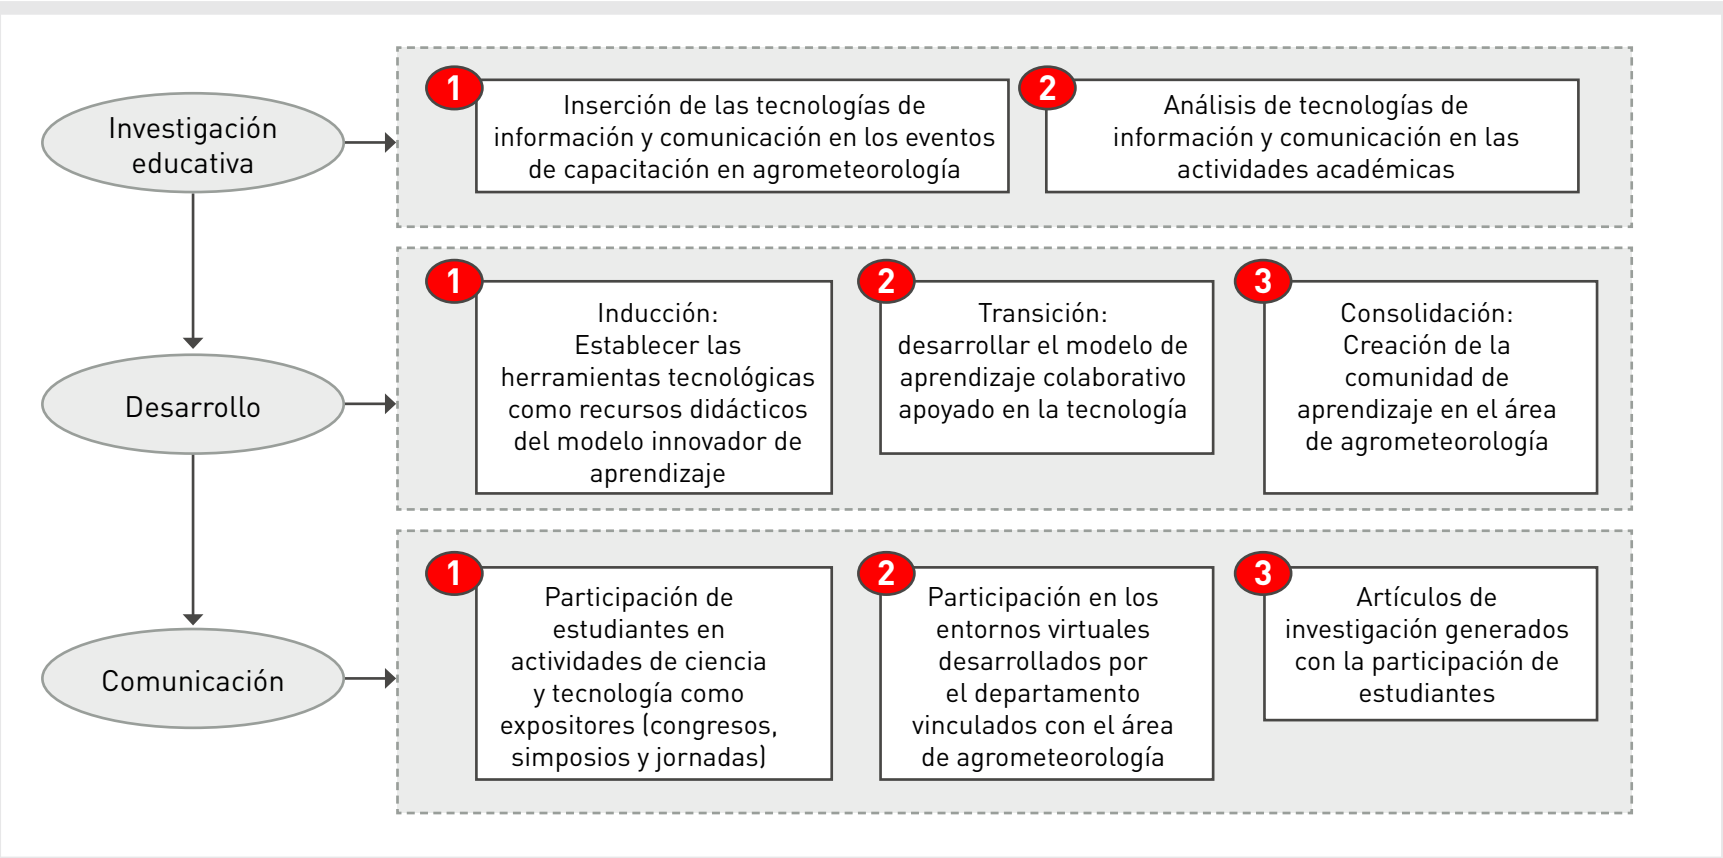 Investigación
educativa
1
Inserción de las tecnologías de
información y comunicación en los eventos
de capacitación en agrometeorología
2
Análisis de tecnologías de
información y comunicación en las
actividades académicas
Desarrollo
1
Inducción:
Establecer las
herramientas tecnológicas
como recursos didácticos
del modelo innovador de
aprendizaje
2
Transición:
desarrollar el modelo de
aprendizaje colaborativo
apoyado en la tecnología
3
Consolidación:
Creación de la
comunidad de
aprendizaje en el área
de agrometeorología
Comunicación
1
Participación de
estudiantes en
actividades de ciencia
y tecnología como
expositores (congresos,
simposios y jornadas)
2
Participación en los
entornos virtuales
desarrollados por
el departamento
vinculados con el área
de agrometeorología
3
Artículos de
investigación generados
con la participación de
estudiantes